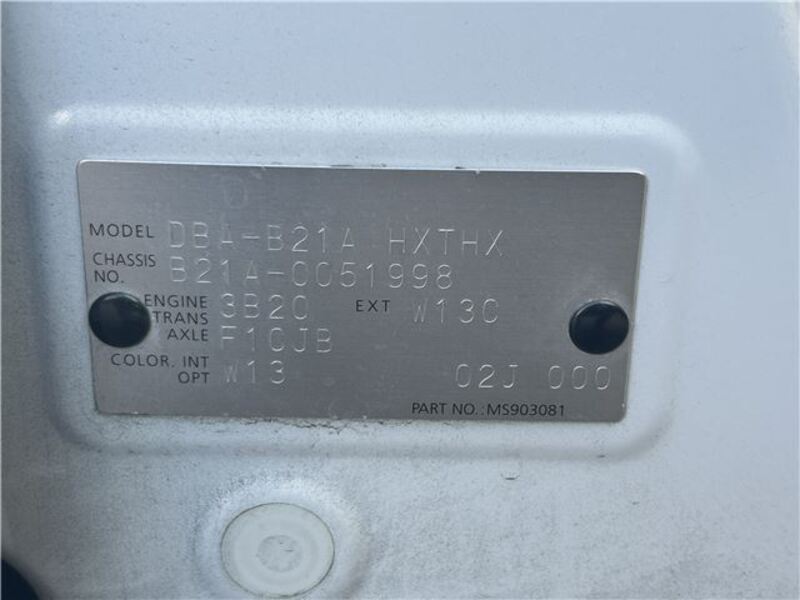 MODEL DBA-B21A HXTHX
CHASSIS NO. B21A-0051998
ENGINE 3B20 EXT W13C
TRANS AXLE F1CJB
COLOR. INT OPT W13 02J 000
PART NO.:MS903081